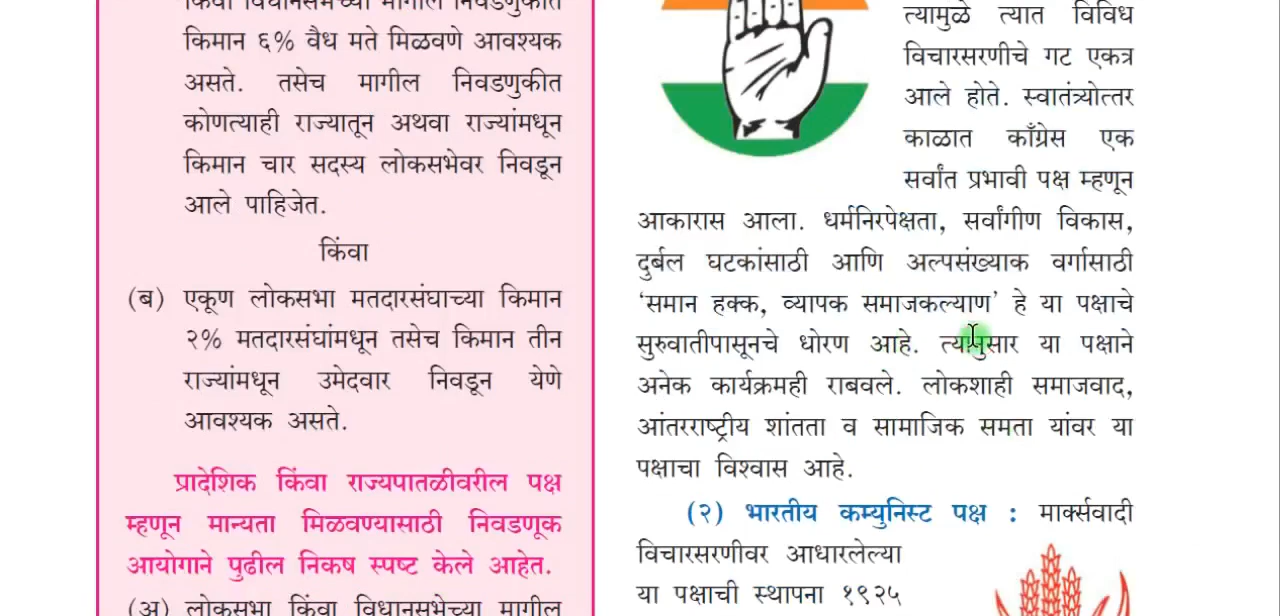 किंवा विधानसभेच्या मागील निवडणुकीत
किमान ६% वैध मते मिळवणे आवश्यक
असते. तसेच मागील निवडणुकीत
कोणत्याही राज्यातून अथवा राज्यांमधून
किमान चार सदस्य लोकसभेवर निवडून
आले पाहिजेत.
किंवा
(ब) एकूण लोकसभा मतदारसंघाच्या किमान
२% मतदारसंघांमधून तसेच किमान तीन
राज्यांमधून उमेदवार निवडून येणे
आवश्यक असते.
प्रादेशिक किंवा राज्यपातळीवरील पक्ष
म्हणून मान्यता मिळवण्यासाठी निवडणूक
आयोगाने पुढील निकष स्पष्ट केले आहेत.
(अ) लोकसभा किंवा विधानसभेच्या मागील
त्यामुळे त्यात विविध
विचारसरणीचे गट एकत्र
आले होते. स्वातंत्र्योत्तर
काळात काँग्रेस एक
सर्वांत प्रभावी पक्ष म्हणून
आकारास आला. धर्मनिरपेक्षता, सर्वांगीण विकास,
दुर्बल घटकांसाठी आणि अल्पसंख्याक वर्गासाठी
‘समान हक्क, व्यापक समाजकल्याण’ हे या पक्षाचे
सुरुवातीपासूनचे धोरण आहे. त्यानुसार या पक्षाने
अनेक कार्यक्रमही राबवले. लोकशाही समाजवाद,
आंतरराष्ट्रीय शांतता व सामाजिक समता यांवर या
पक्षाचा विश्वास आहे.
(२) भारतीय कम्युनिस्ट पक्ष : मार्क्सवादी
विचारसरणीवर आधारलेल्या
या पक्षाची स्थापना १९२५